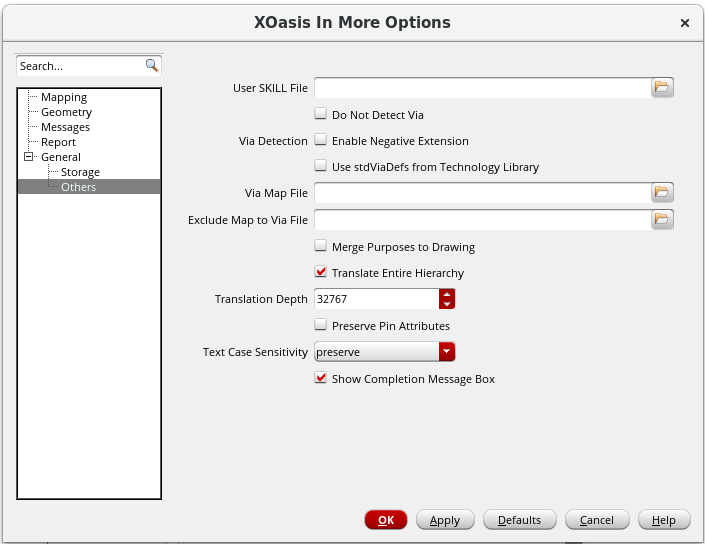 XOasis In More Options
Search...
Mapping
Geometry
Messages
Report
General
Storage
Others
User SKILL File
Do Not Detect Via
Via Detection Enable Negative Extension
Use stdViaDefs from Technology Library
Via Map File
Exclude Map to Via File
Merge Purposes to Drawing
Translate Entire Hierarchy
Translation Depth 32767
Preserve Pin Attributes
Text Case Sensitivity preserve
Show Completion Message Box
OK Apply Defaults Cancel Help